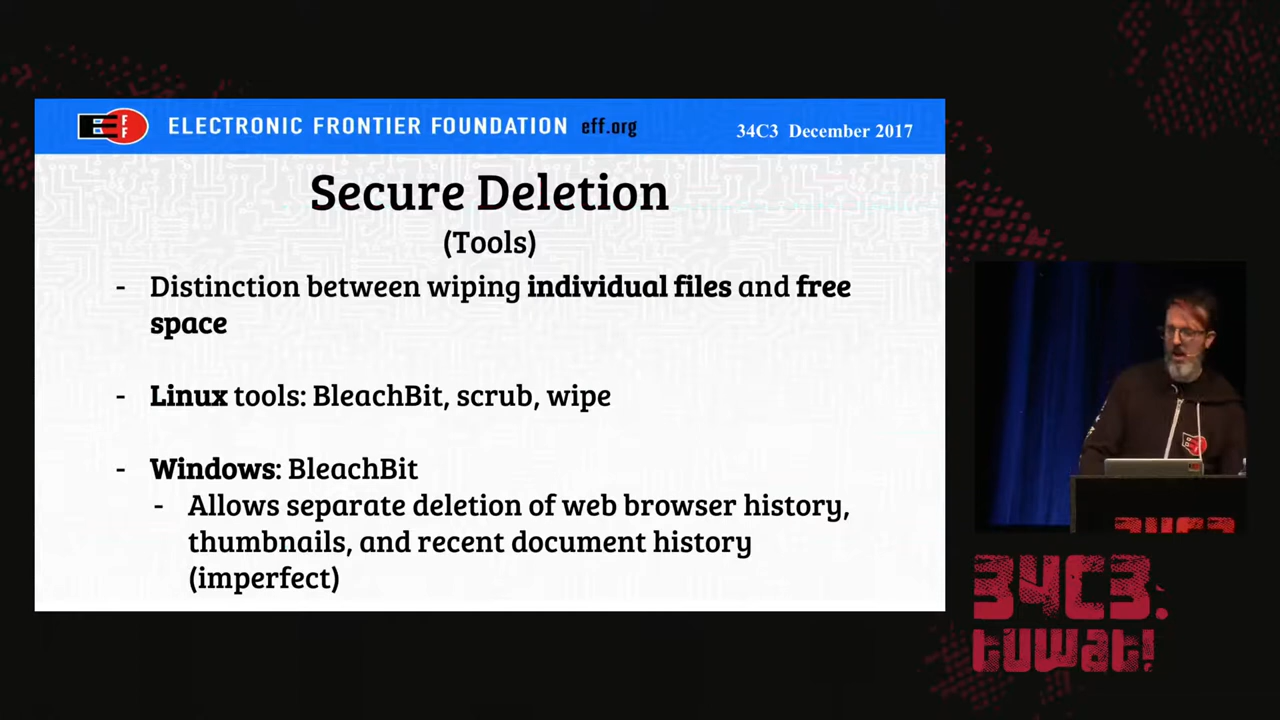 E F F
ELECTRONIC FRONTIER FOUNDATION eff.org
34C3 December 2017
Secure Deletion
(Tools)
- Distinction between wiping individual files and free
space
- Linux tools: BleachBit, scrub, wipe
- Windows: BleachBit
- Allows separate deletion of web browser history,
thumbnails, and recent document history
(imperfect)
34C3
34C3.
tuwat!